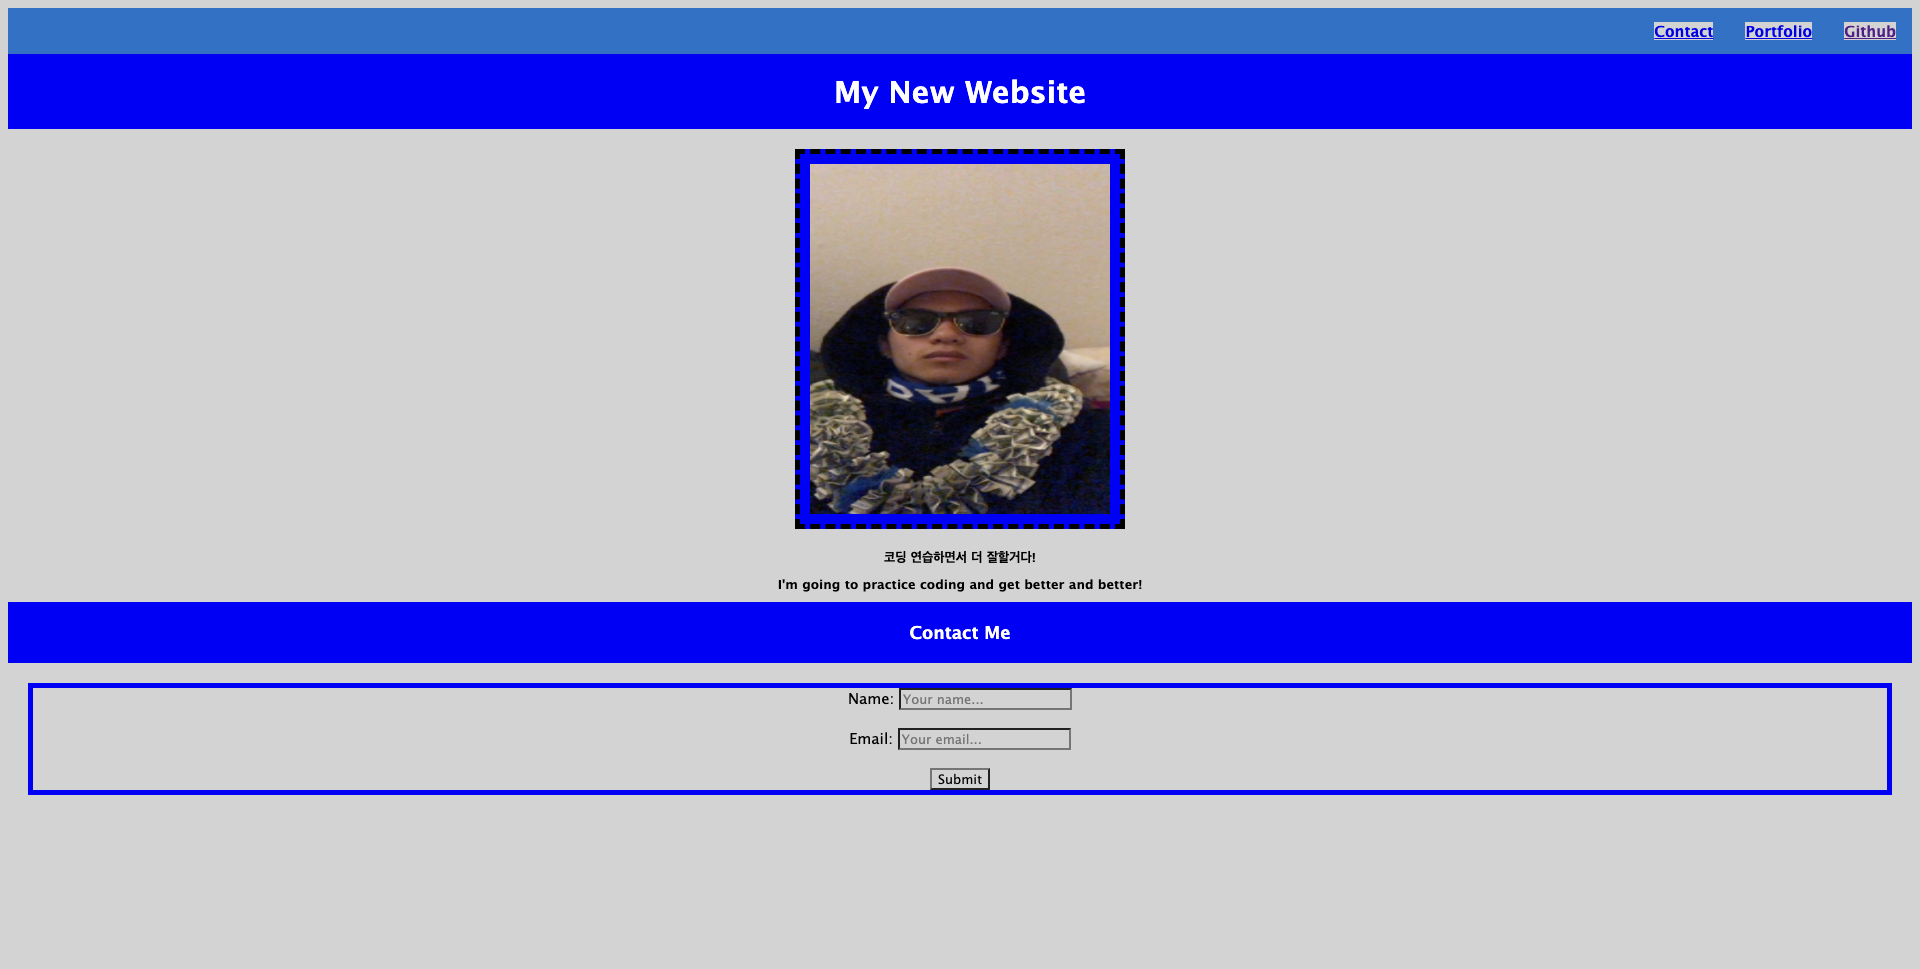 Contact Portfolio Github
My New Website
코딩 연습하면서 더 잘할거다!
I'm going to practice coding and get better and better!
Contact Me
Name: Your name...
Email: Your email...
Submit